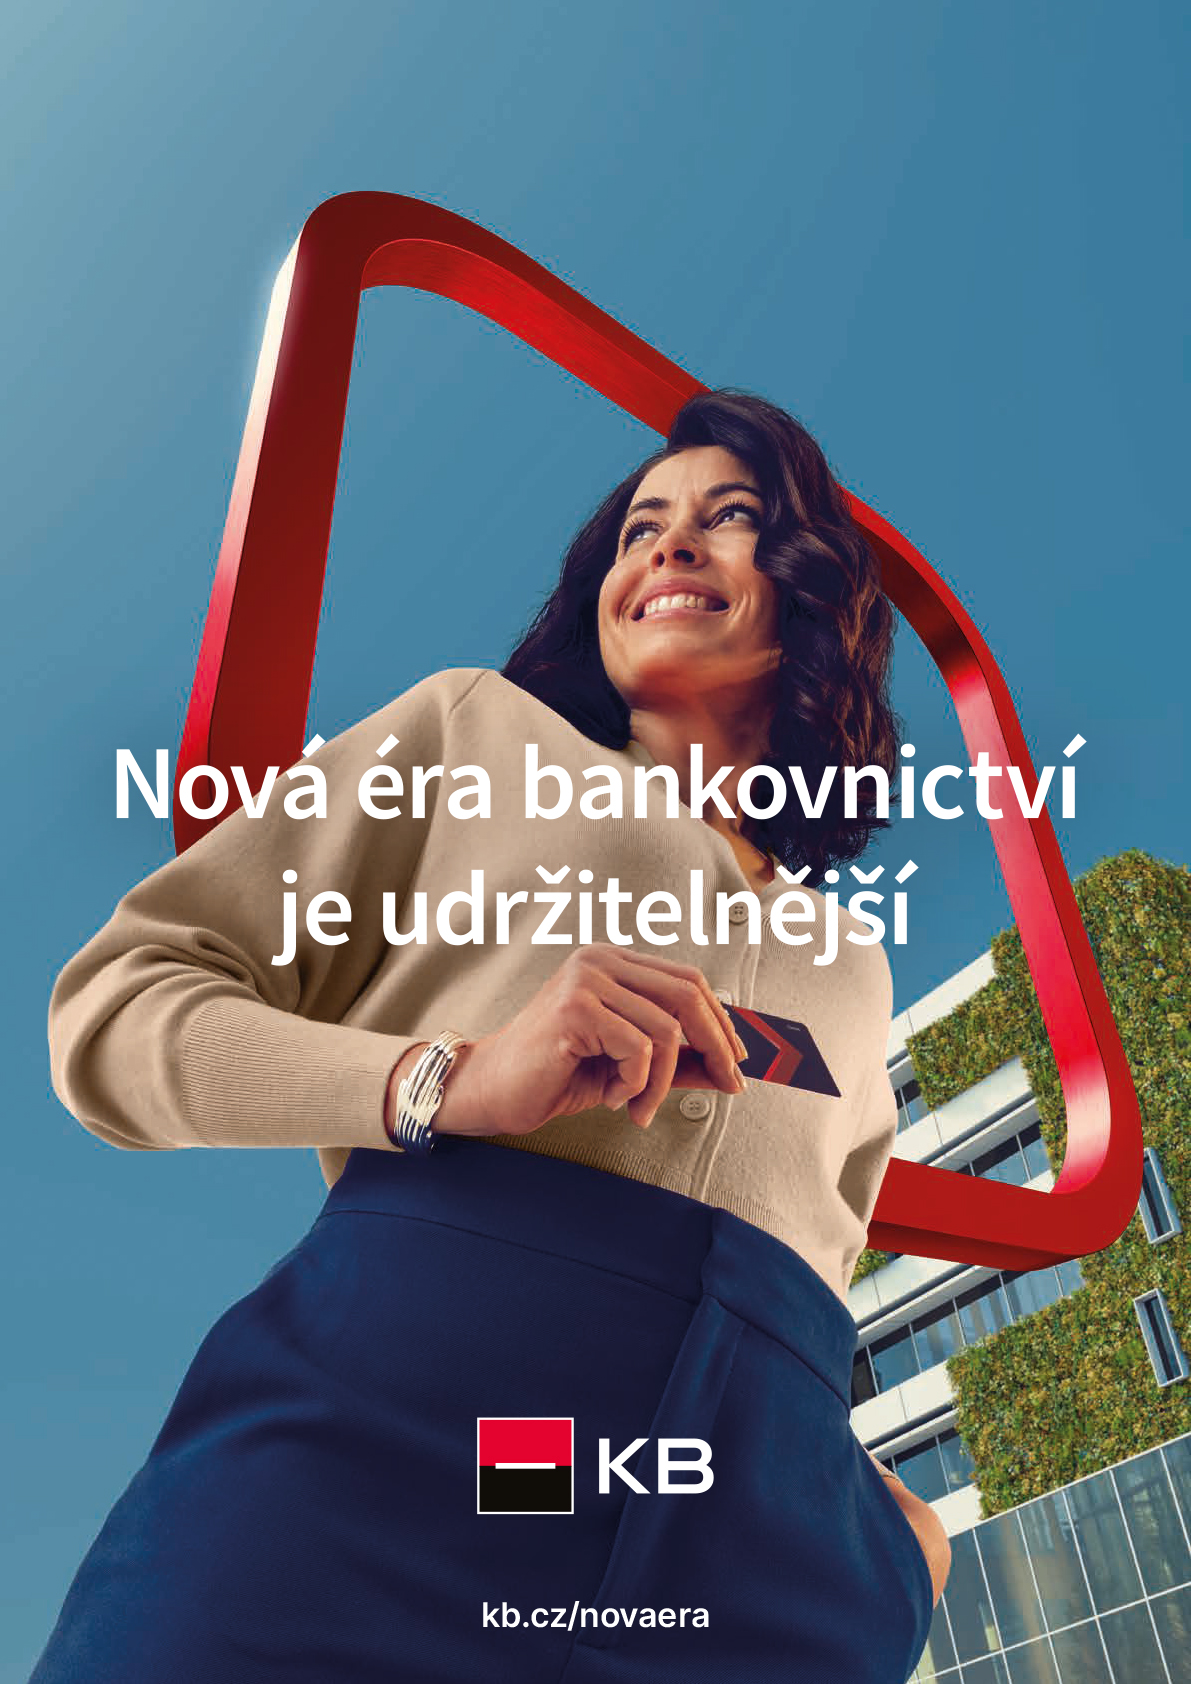 Nová éra bankovnictví
je udržitelnější
KB
kb.cz/novaera